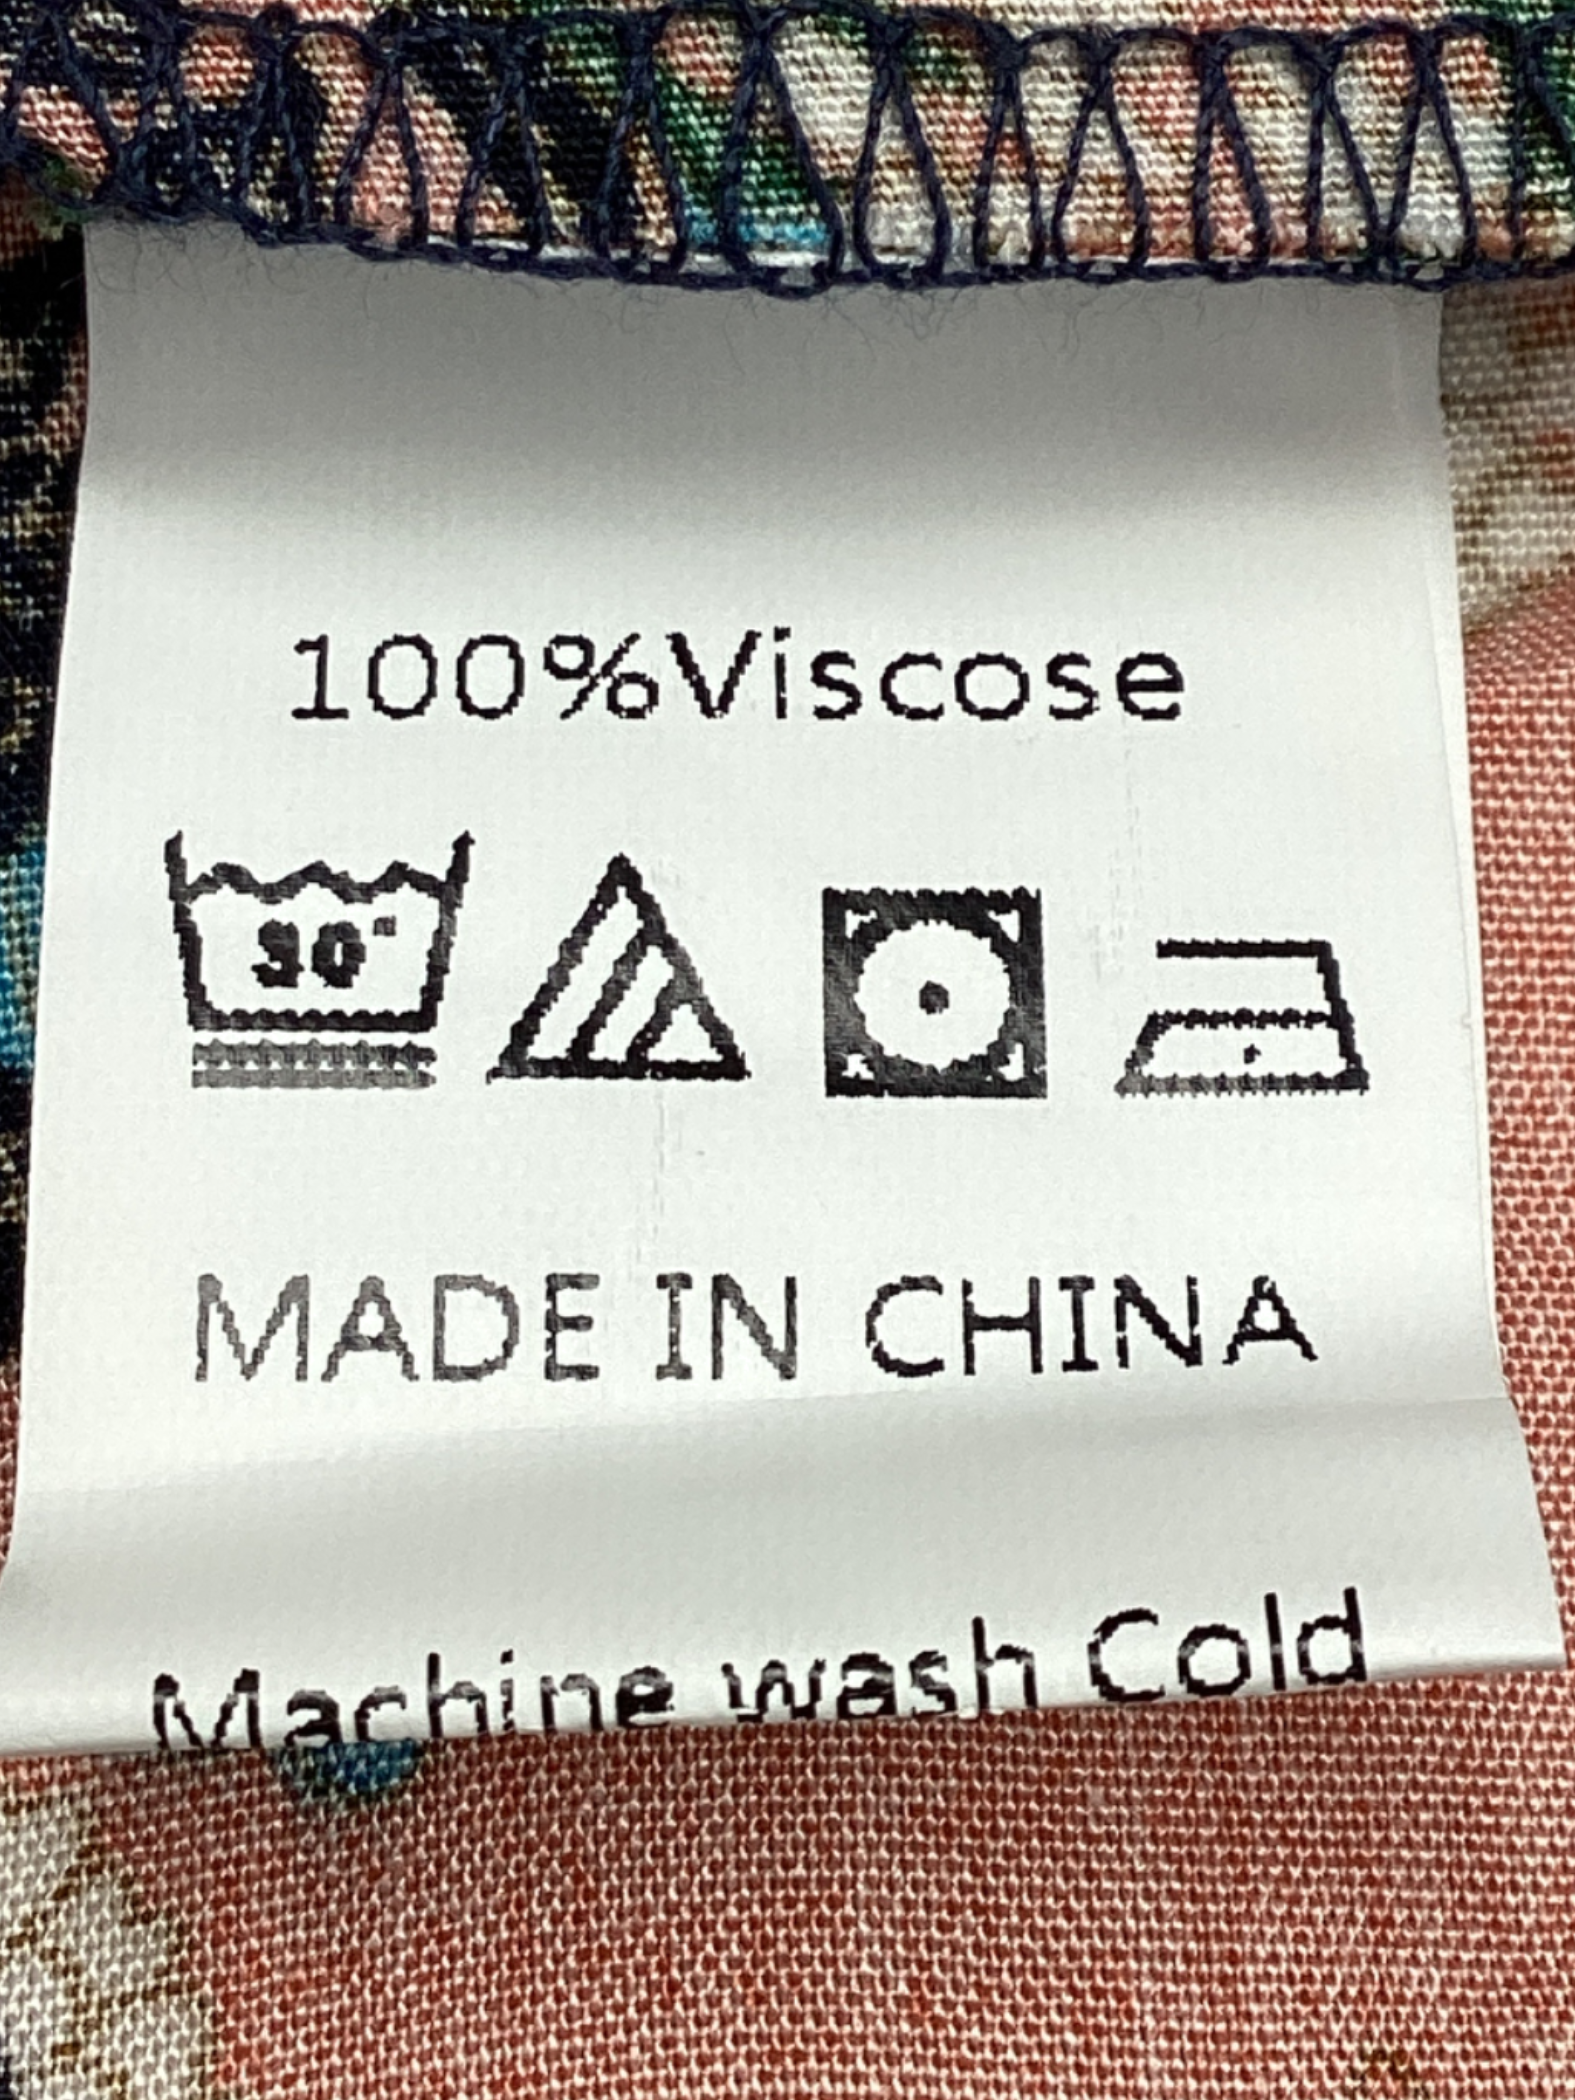 100%Viscose
30°
MADE IN CHINA
Machine wash Cold